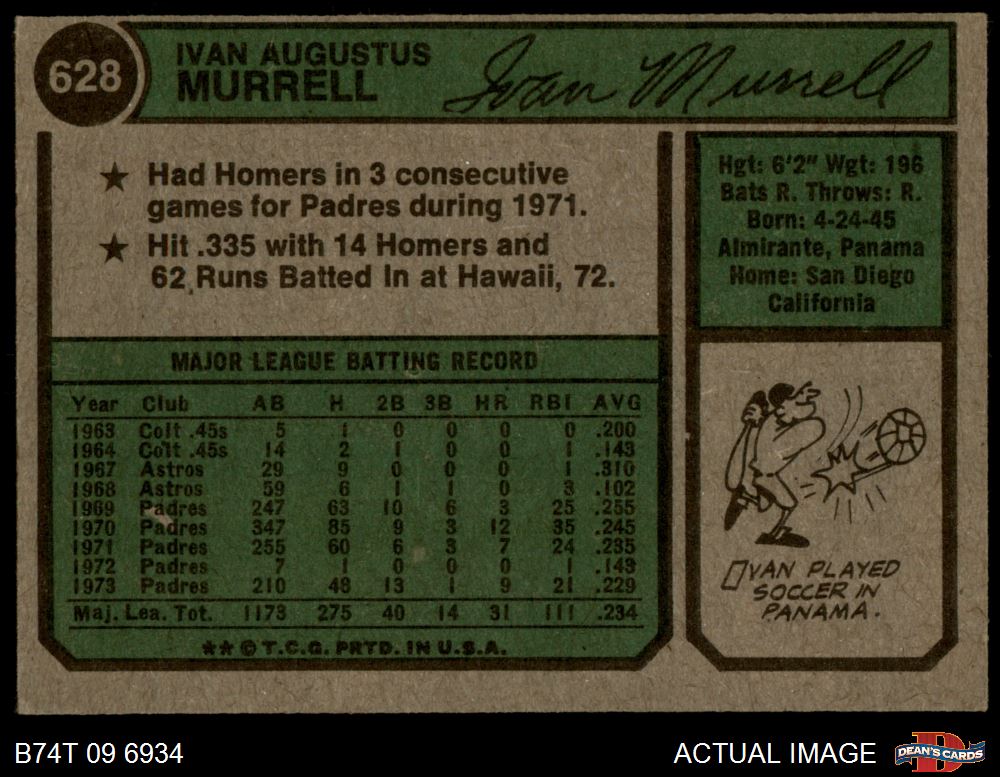 628
IVAN AUGUSTUS
MURRELL
Ivan Murrell
★ Had Homers in 3 consecutive
games for Padres during 1971.
★ Hit .335 with 14 Homers and
62 Runs Batted In at Hawaii, 72.
Hgt: 6'2" Wgt: 196
Bats R. Throws: R.
Born: 4-24-45
Almirante, Panama
Home: San Diego
California
MAJOR LEAGUE BATTING RECORD
Year Club AB H 2B 3B HR RBI AVG
1963 Colt .45s 5 1 0 0 0 0 .200
1964 Colt .45s 14 2 1 0 0 1 .143
1967 Astros 29 9 0 0 0 1 .310
1968 Astros 59 6 1 1 0 3 .102
1969 Padres 247 63 10 6 3 25 .255
1970 Padres 347 85 9 3 12 35 .245
1971 Padres 255 60 6 3 7 24 .235
1972 Padres 7 1 0 0 0 1 .143
1973 Padres 210 48 13 1 9 21 .229
Maj. Lea. Tot. 1173 275 40 14 31 111 .234
★★ © T.C.G. PRTD. IN U.S.A.
IVAN PLAYED
SOCCER IN
PANAMA.
B74T 09 6934
ACTUAL IMAGE
DEAN'S CARDS